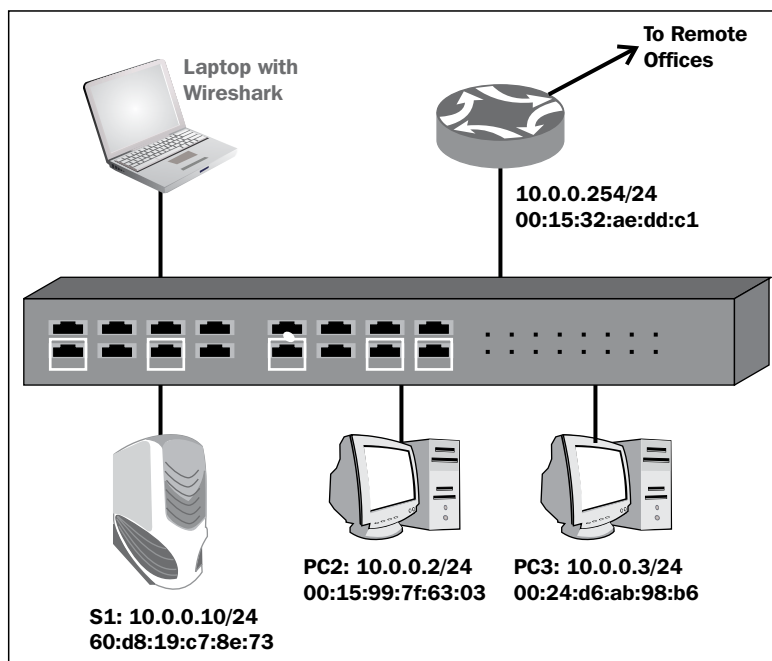 To Remote
Offices
Laptop with
Wireshark
10.0.0.254/24
00:15:32:ae:dd:c1
PC2: 10.0.0.2/24
00:15:99:7f:63:03
PC3: 10.0.0.3/24
00:24:d6:ab:98:b6
S1: 10.0.0.10/24
60:d8:19:c7:8e:73